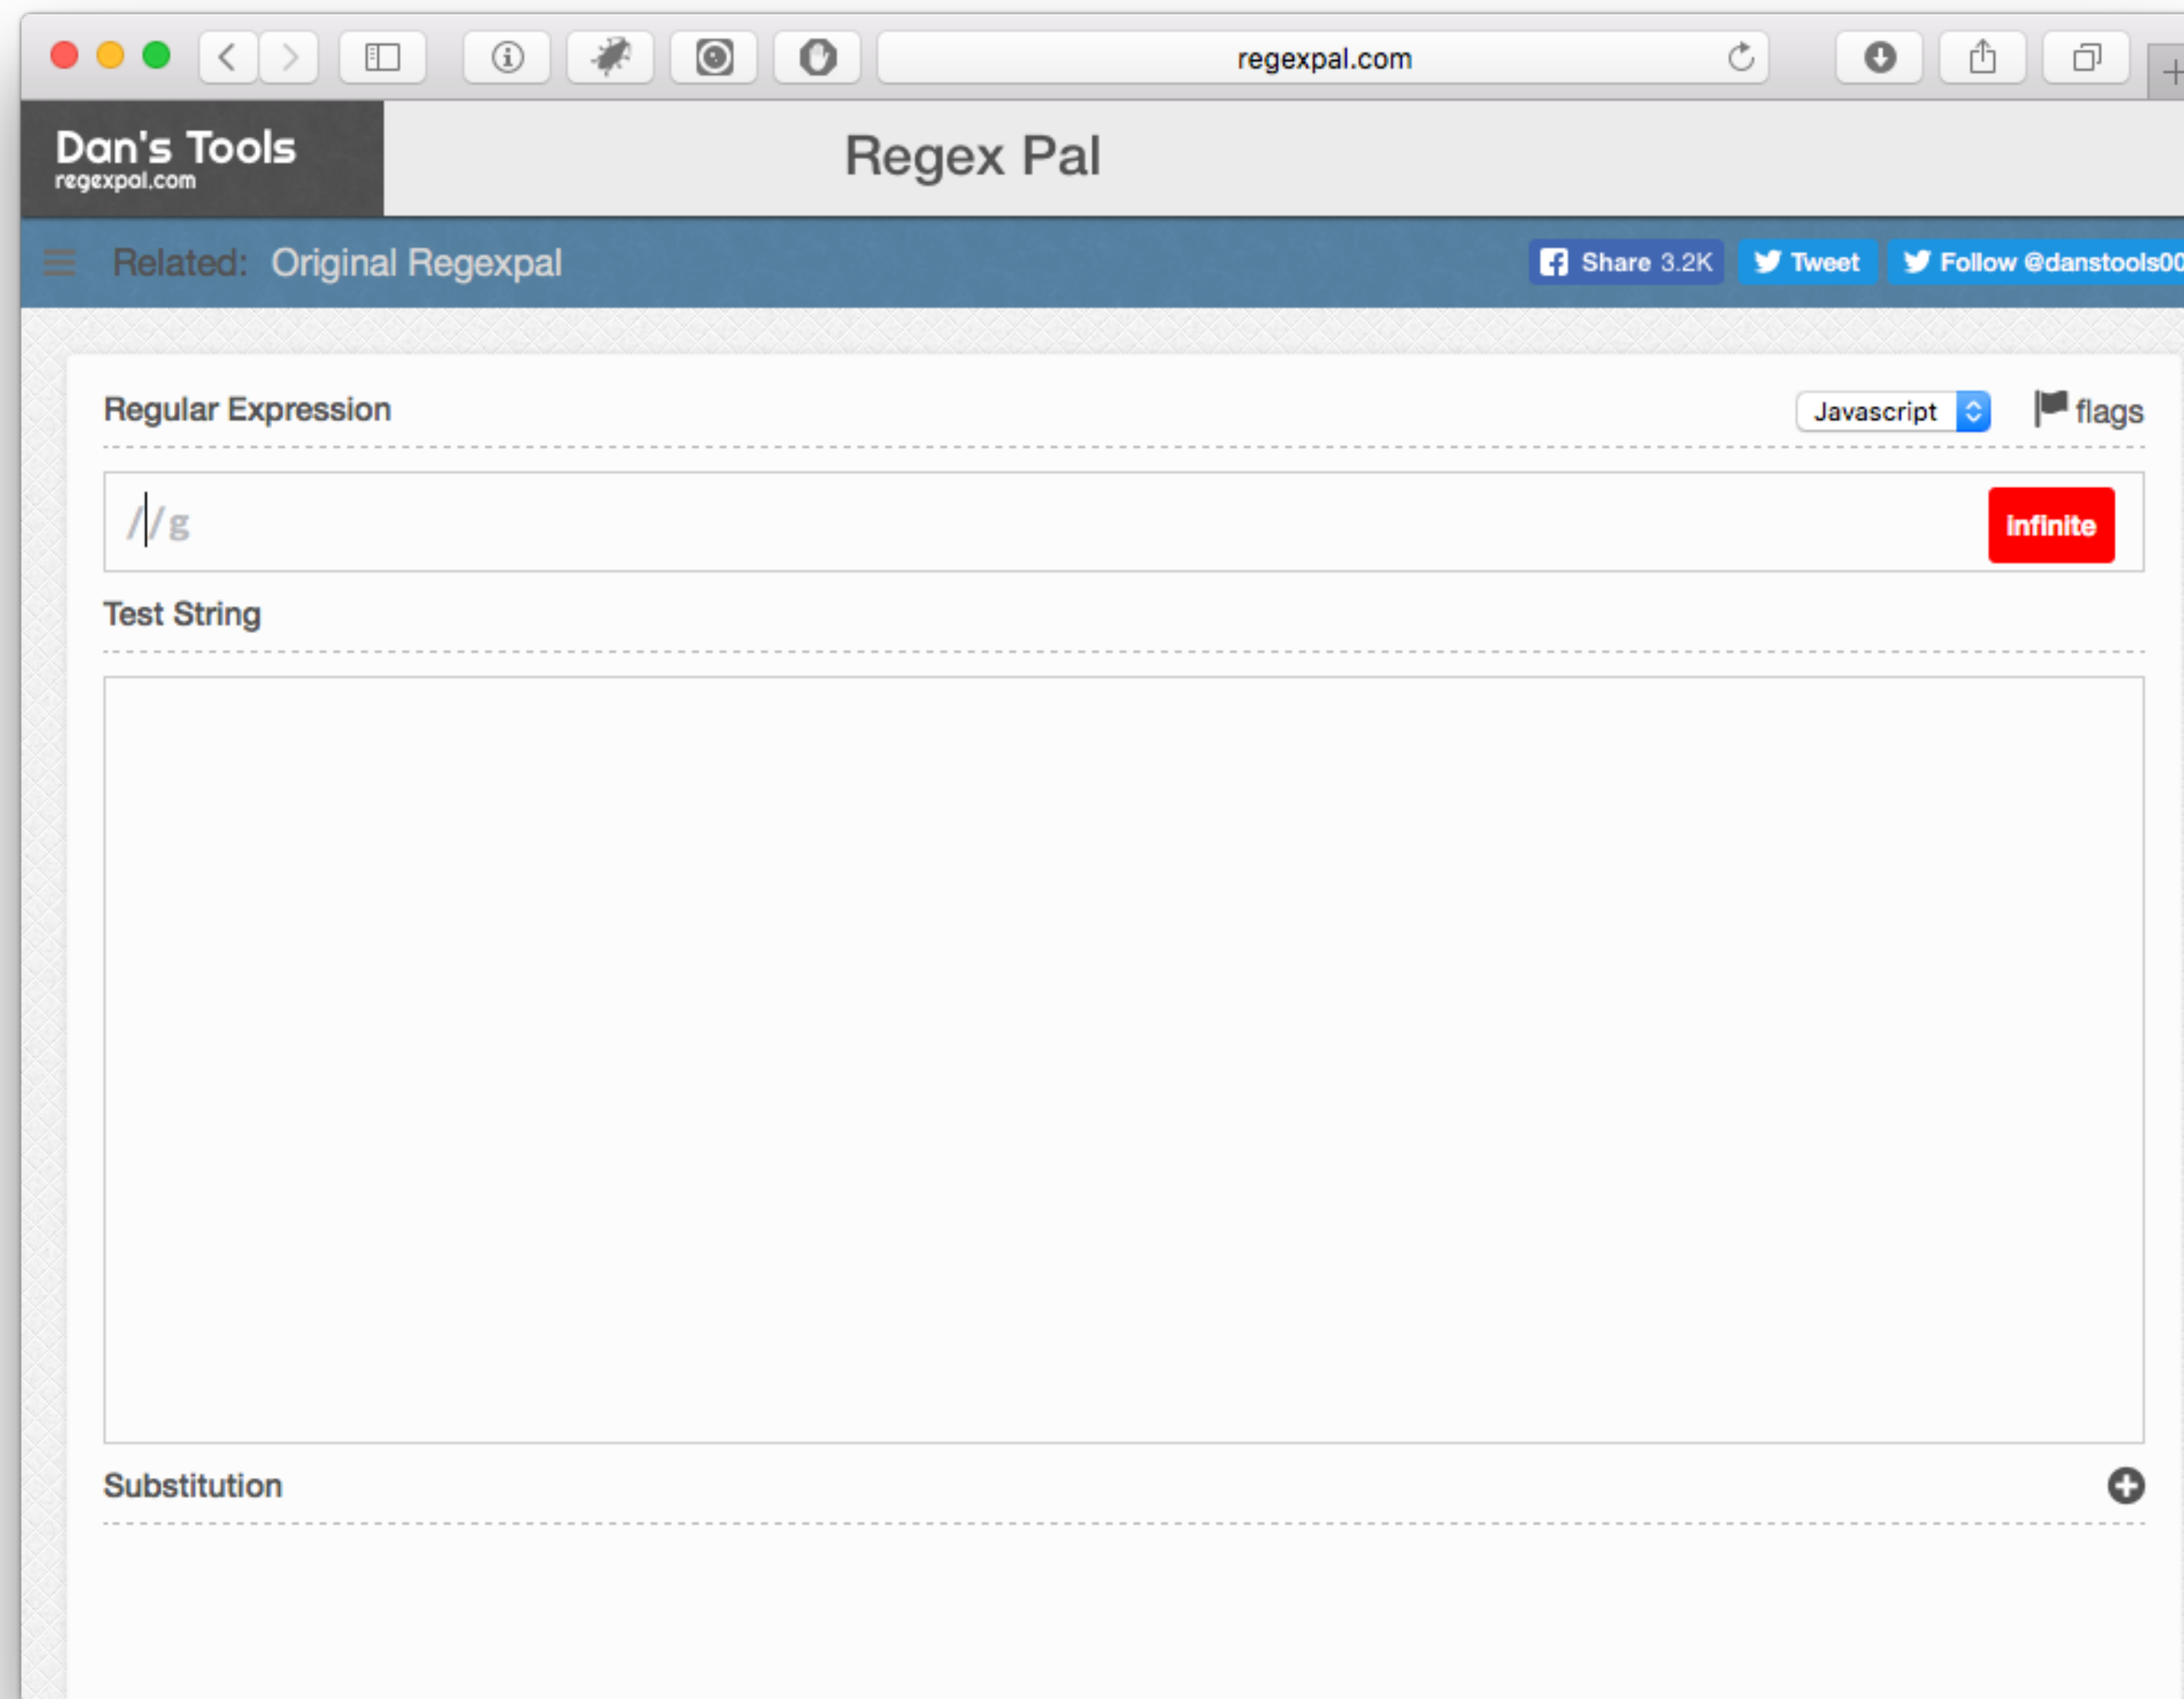 regexpal.com
Dan's Tools
regexpal.com
Regex Pal
Related: Original Regexpal
Share 3.2K
Tweet
Follow @danstools00
Regular Expression
Javascript
flags
//g
infinite
Test String
Substitution